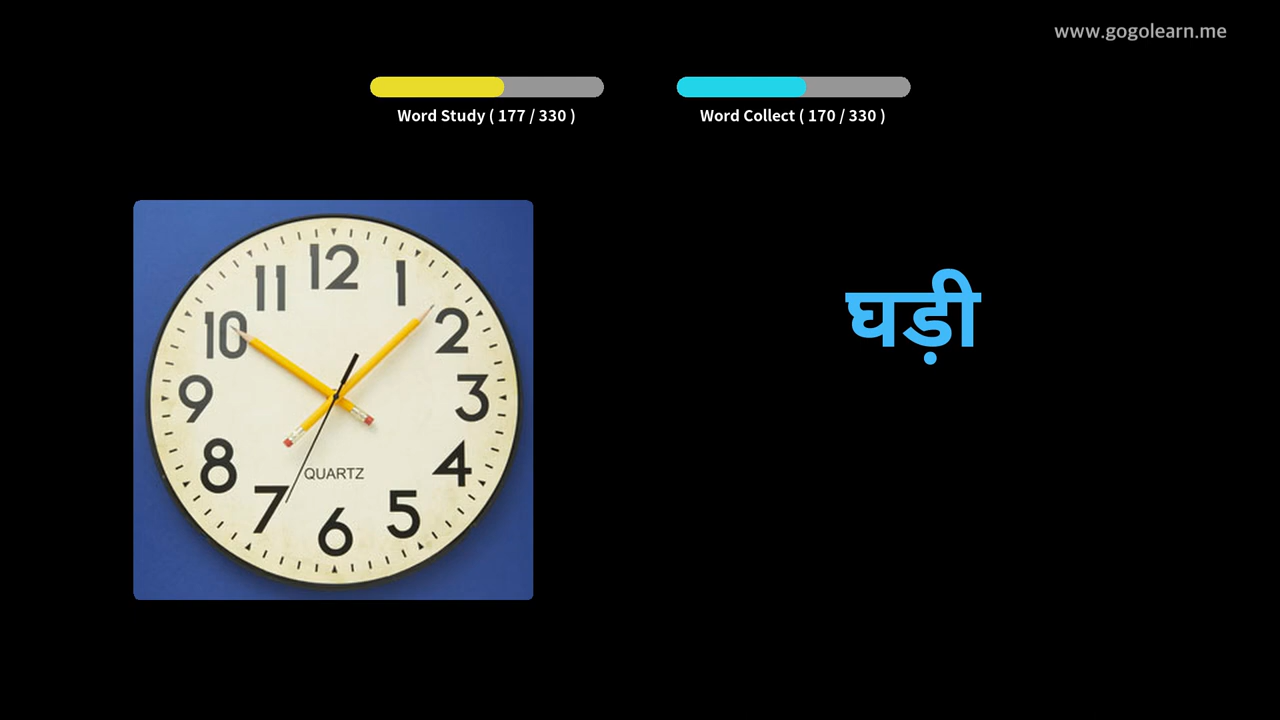 www.gogolearn.me
Word Study ( 177 / 330 )
Word Collect ( 170 / 330 )
12
11
1
10
2
9
3
8
4
QUARTZ
7
5
6
घड़ी